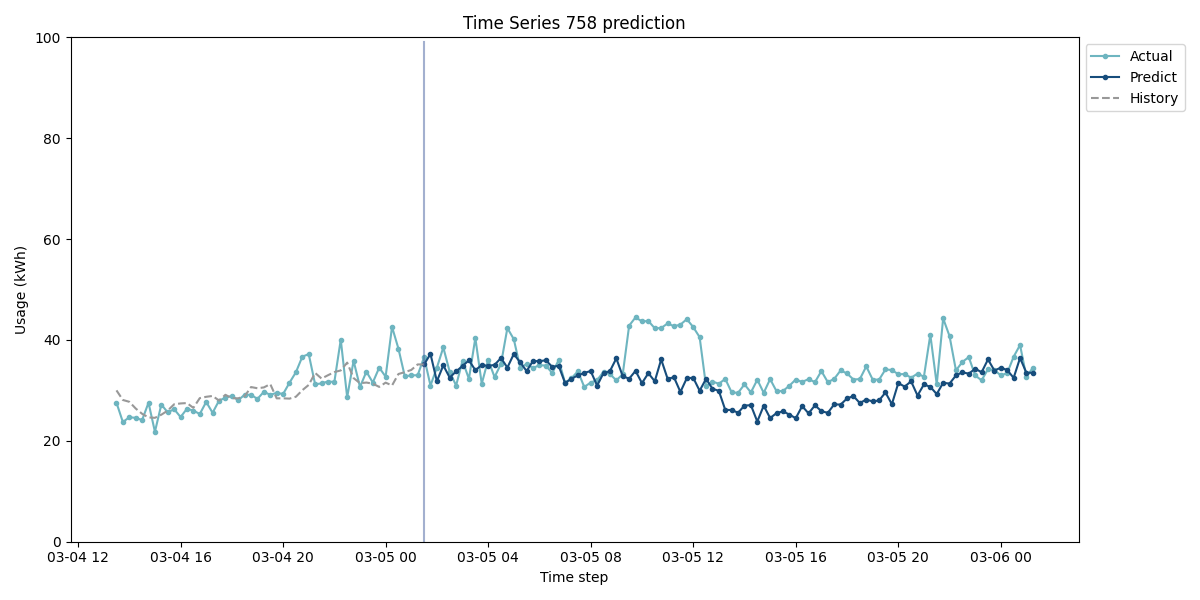 Time Series 758 prediction
Usage (kWh)
100
80
60
40
20
0
03-04 12
03-04 16
03-04 20
03-05 00
03-05 04
03-05 08
03-05 12
03-05 16
03-05 20
03-06 00
Time step
Actual
Predict
History